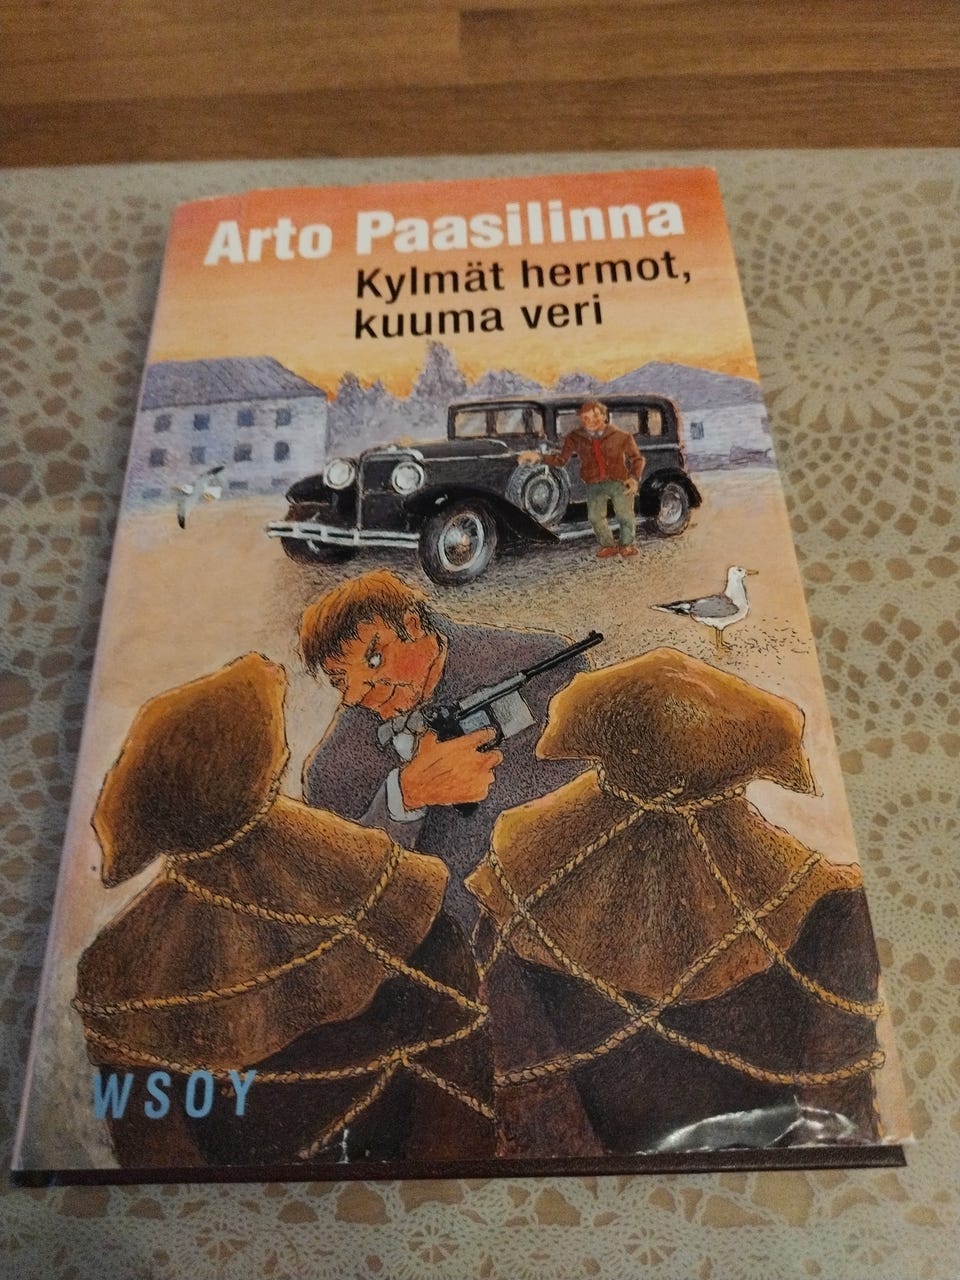 Arto Paasilinna
Kylmät hermot,
kuuma veri
WSOY